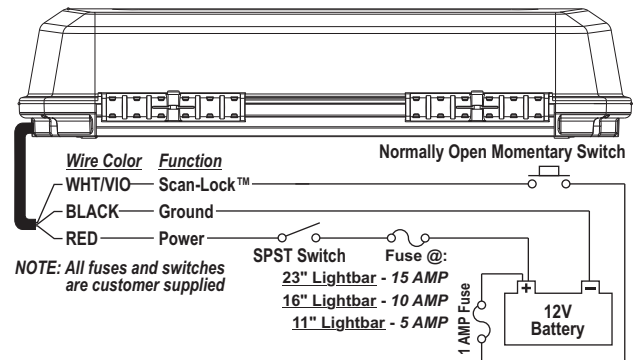 Normally Open Momentary Switch
Wire Color Function
WHT/VIO Scan-Lock™
BLACK Ground
RED Power
SPST Switch Fuse @:
NOTE: All fuses and switches
are customer supplied
23" Lightbar - 15 AMP
16" Lightbar - 10 AMP
11" Lightbar - 5 AMP
1 AMP Fuse
+ −
12V
Battery